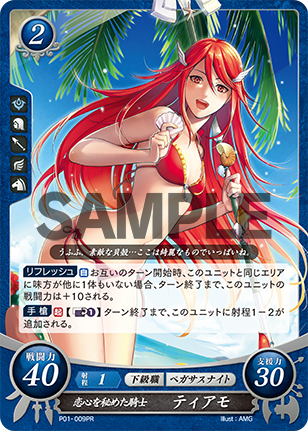 2
SAMPLE
うふふ、素敵な貝殻…ここは綺麗なものでいっぱいね。
リフレッシュ 自 お互いのターン開始時、このユニットと同じエリア
に味方が他に1体もいない場合、ターン終了まで、このユニットの
戦闘力は＋10される。
手槍 起 【1】 ターン終了まで、このユニットに射程1－2が
追加される。
戦闘力
40
射程 1
下級職
ペガサスナイト
支援力
30
恋心を秘めた騎士 ティアモ
P01-009PR
Illust：AMG